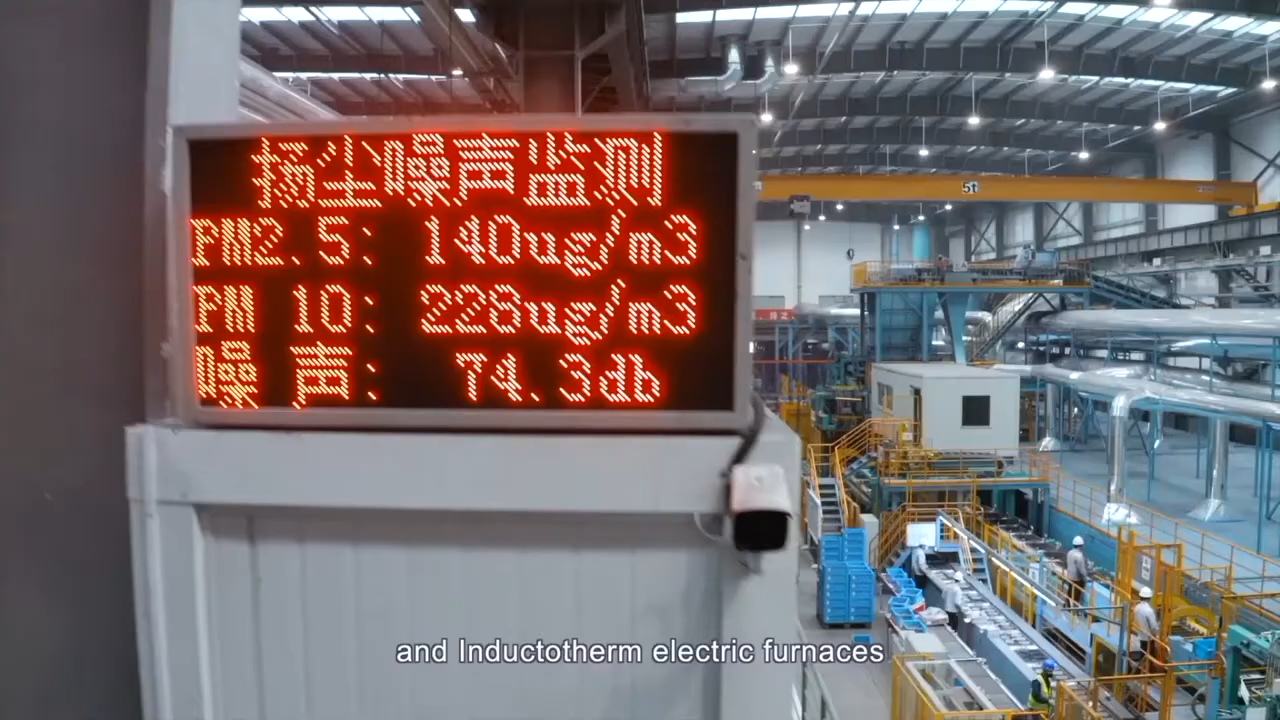 扬尘噪声监测
PM2.5: 140ug/m3
PM 10: 226ug/m3
噪 声: 74.3db
5t
and Inductotherm electric furnaces